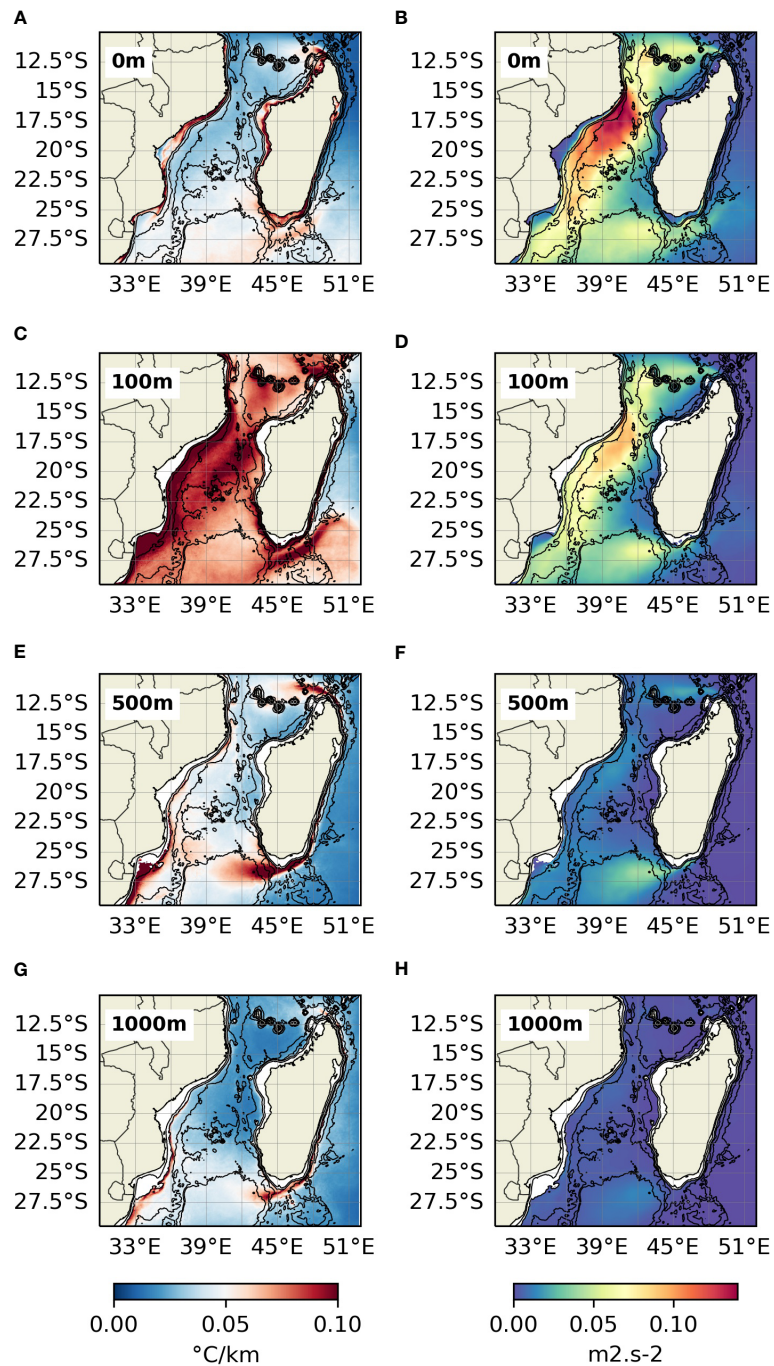 A
B
12.5°S
15°S
17.5°S
20°S
22.5°S
25°S
27.5°S
0m
33°E
39°E
45°E
51°E
12.5°S
15°S
17.5°S
20°S
22.5°S
25°S
27.5°S
0m
33°E
39°E
45°E
51°E
C
D
12.5°S
15°S
17.5°S
20°S
22.5°S
25°S
27.5°S
100m
33°E
39°E
45°E
51°E
12.5°S
15°S
17.5°S
20°S
22.5°S
25°S
27.5°S
100m
33°E
39°E
45°E
51°E
E
F
12.5°S
15°S
17.5°S
20°S
22.5°S
25°S
27.5°S
500m
33°E
39°E
45°E
51°E
12.5°S
15°S
17.5°S
20°S
22.5°S
25°S
27.5°S
500m
33°E
39°E
45°E
51°E
G
H
12.5°S
15°S
17.5°S
20°S
22.5°S
25°S
27.5°S
1000m
33°E
39°E
45°E
51°E
12.5°S
15°S
17.5°S
20°S
22.5°S
25°S
27.5°S
1000m
33°E
39°E
45°E
51°E
0.00
0.05
0.10
°C/km
0.00
0.05
0.10
m2.s-2